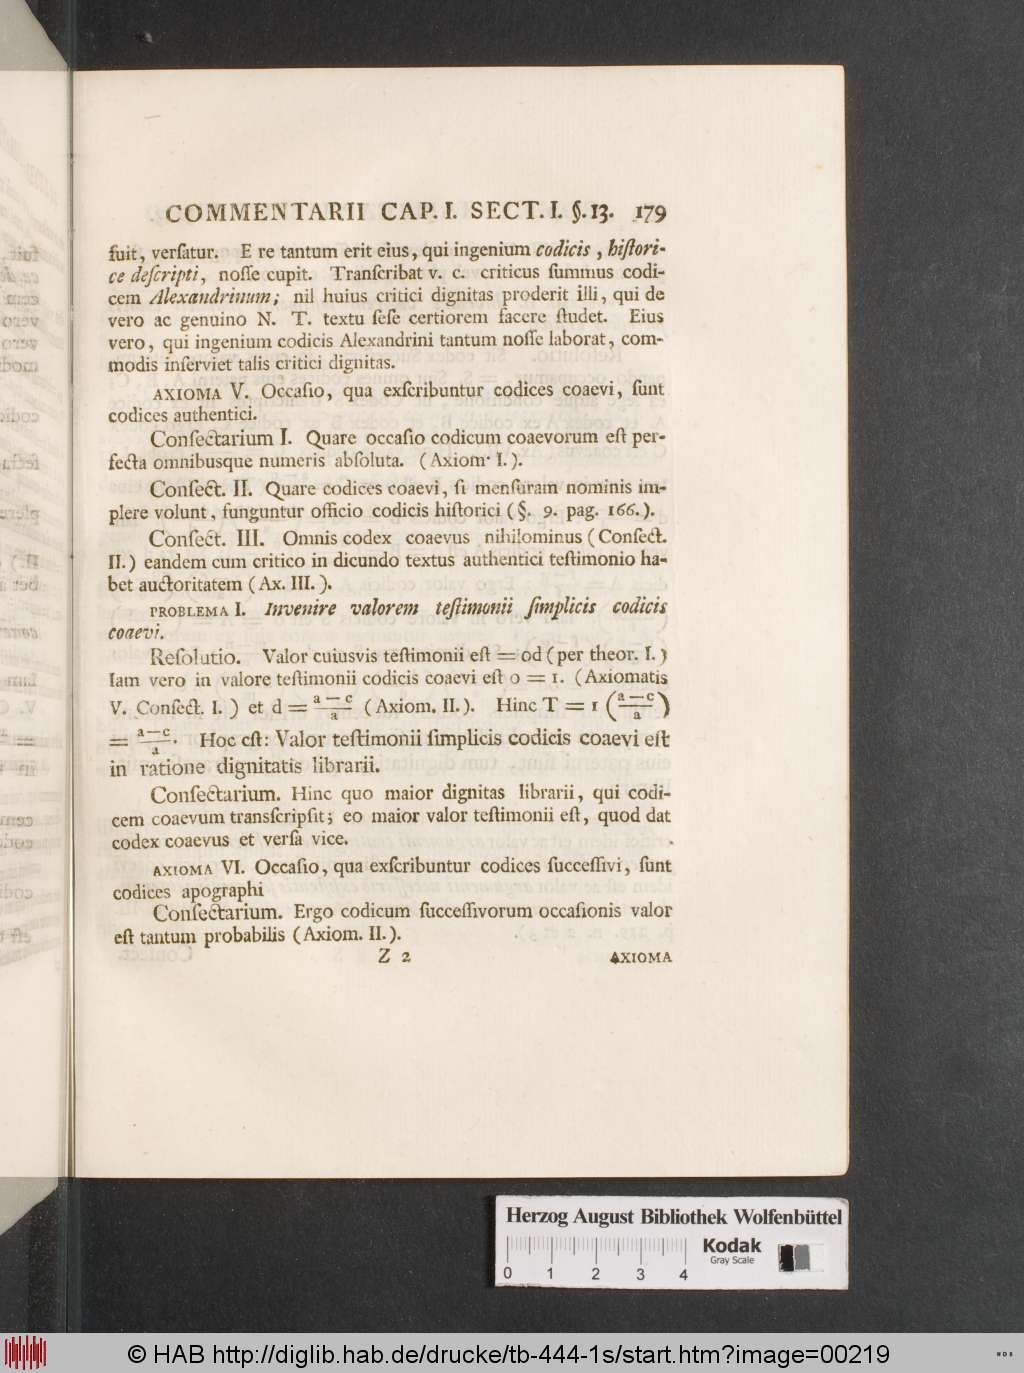 COMMENTARII CAP. I. SECT. I. §. 13. 179
fuit, verſatur. E re tantum erit eius, qui ingenium codicis, hiſtori-
ce deſcripti, noſſe cupit. Tranſcribat v. c. criticus ſummus codi-
cem Alexandrinum; nil huius critici dignitas proderit illi, qui de
vero ac genuino N. T. textu ſeſe certiorem facere ſtudet. Eius
vero, qui ingenium codicis Alexandrini tantum noſſe laborat, com-
modis inſerviet talis critici dignitas.
AXIOMA V. Occaſio, qua exſcribuntur codices coaevi, ſunt
codices authentici.
Conſectarium I. Quare occaſio codicum coaevorum eſt per-
fecta omnibusque numeris abſoluta. (Axiom. I.).
Conſect. II. Quare codices coaevi, ſi menſuram nominis im-
plere volunt, funguntur officio codicis hiſtorici (§. 9. pag. 166.).
Conſect. III. Omnis codex coaevus nihilominus (Conſect.
II.) eandem cum critico in dicundo textus authentici teſtimonio ha-
bet auctoritatem (Ax. III.).
PROBLEMA I. Invenire valorem teſtimonii ſimplicis codicis
coaevi.
Reſolutio. Valor cuiusvis teſtimonii eſt = od (per theor. I.)
Iam vero in valore teſtimonii codicis coaevi eſt o = 1. (Axiomatis
V. Conſect. I.) et d = a—c/a (Axiom. II.). Hinc T = 1 (a—c/a)
= a—c/a. Hoc eſt: Valor teſtimonii ſimplicis codicis coaevi eſt
in ratione dignitatis librarii.
Conſectarium. Hinc quo maior dignitas librarii, qui codi-
cem coaevum transſcripſit; eo maior valor teſtimonii eſt, quod dat
codex coaevus et verſa vice.
AXIOMA VI. Occaſio, qua exſcribuntur codices ſucceſſivi, ſunt
codices apographi
Conſectarium. Ergo codicum ſucceſſivorum occaſionis valor
eſt tantum probabilis (Axiom. II.).
Z 2 AXIOMA
Herzog August Bibliothek Wolfenbüttel
Kodak
Gray Scale
0 1 2 3 4
© HAB http://diglib.hab.de/drucke/tb-444-1s/start.htm?image=00219